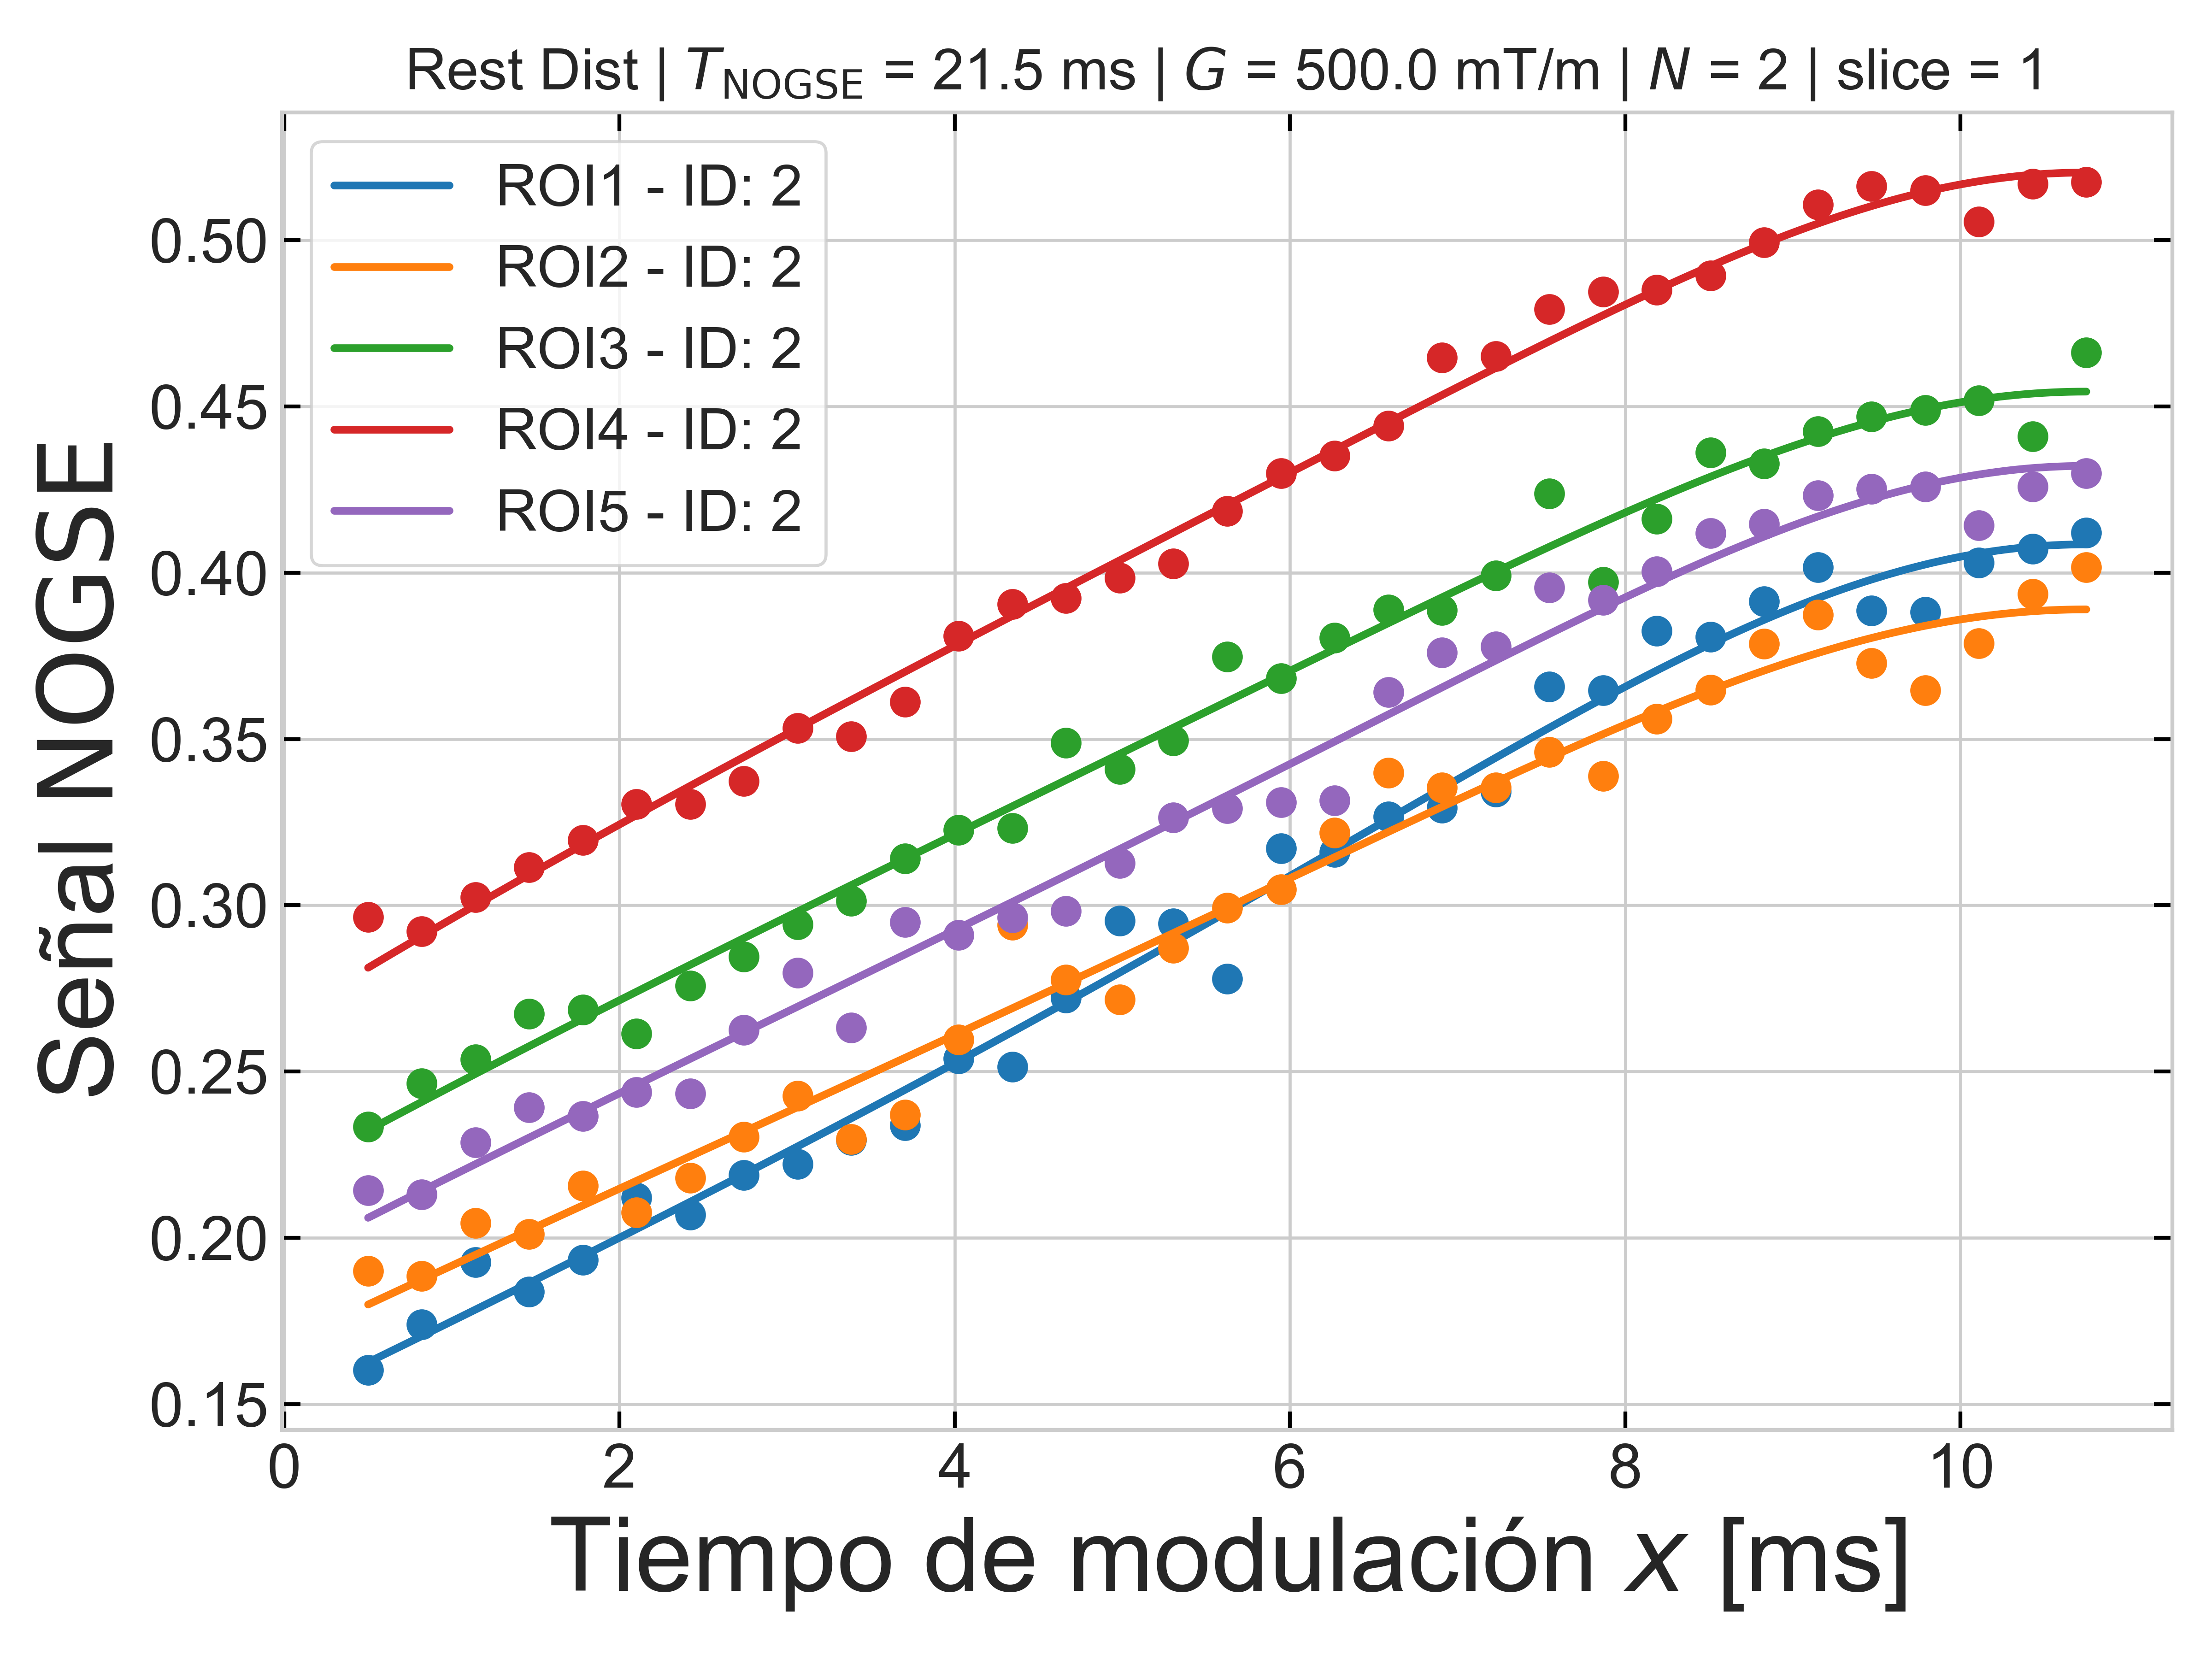 Rest Dist | T_NOGSE = 21.5 ms | G = 500.0 mT/m | N = 2 | slice = 1
ROI1 - ID: 2
ROI2 - ID: 2
ROI3 - ID: 2
ROI4 - ID: 2
ROI5 - ID: 2
Señal NOGSE
0.50
0.45
0.40
0.35
0.30
0.25
0.20
0.15
0 2 4 6 8 10
Tiempo de modulación x [ms]